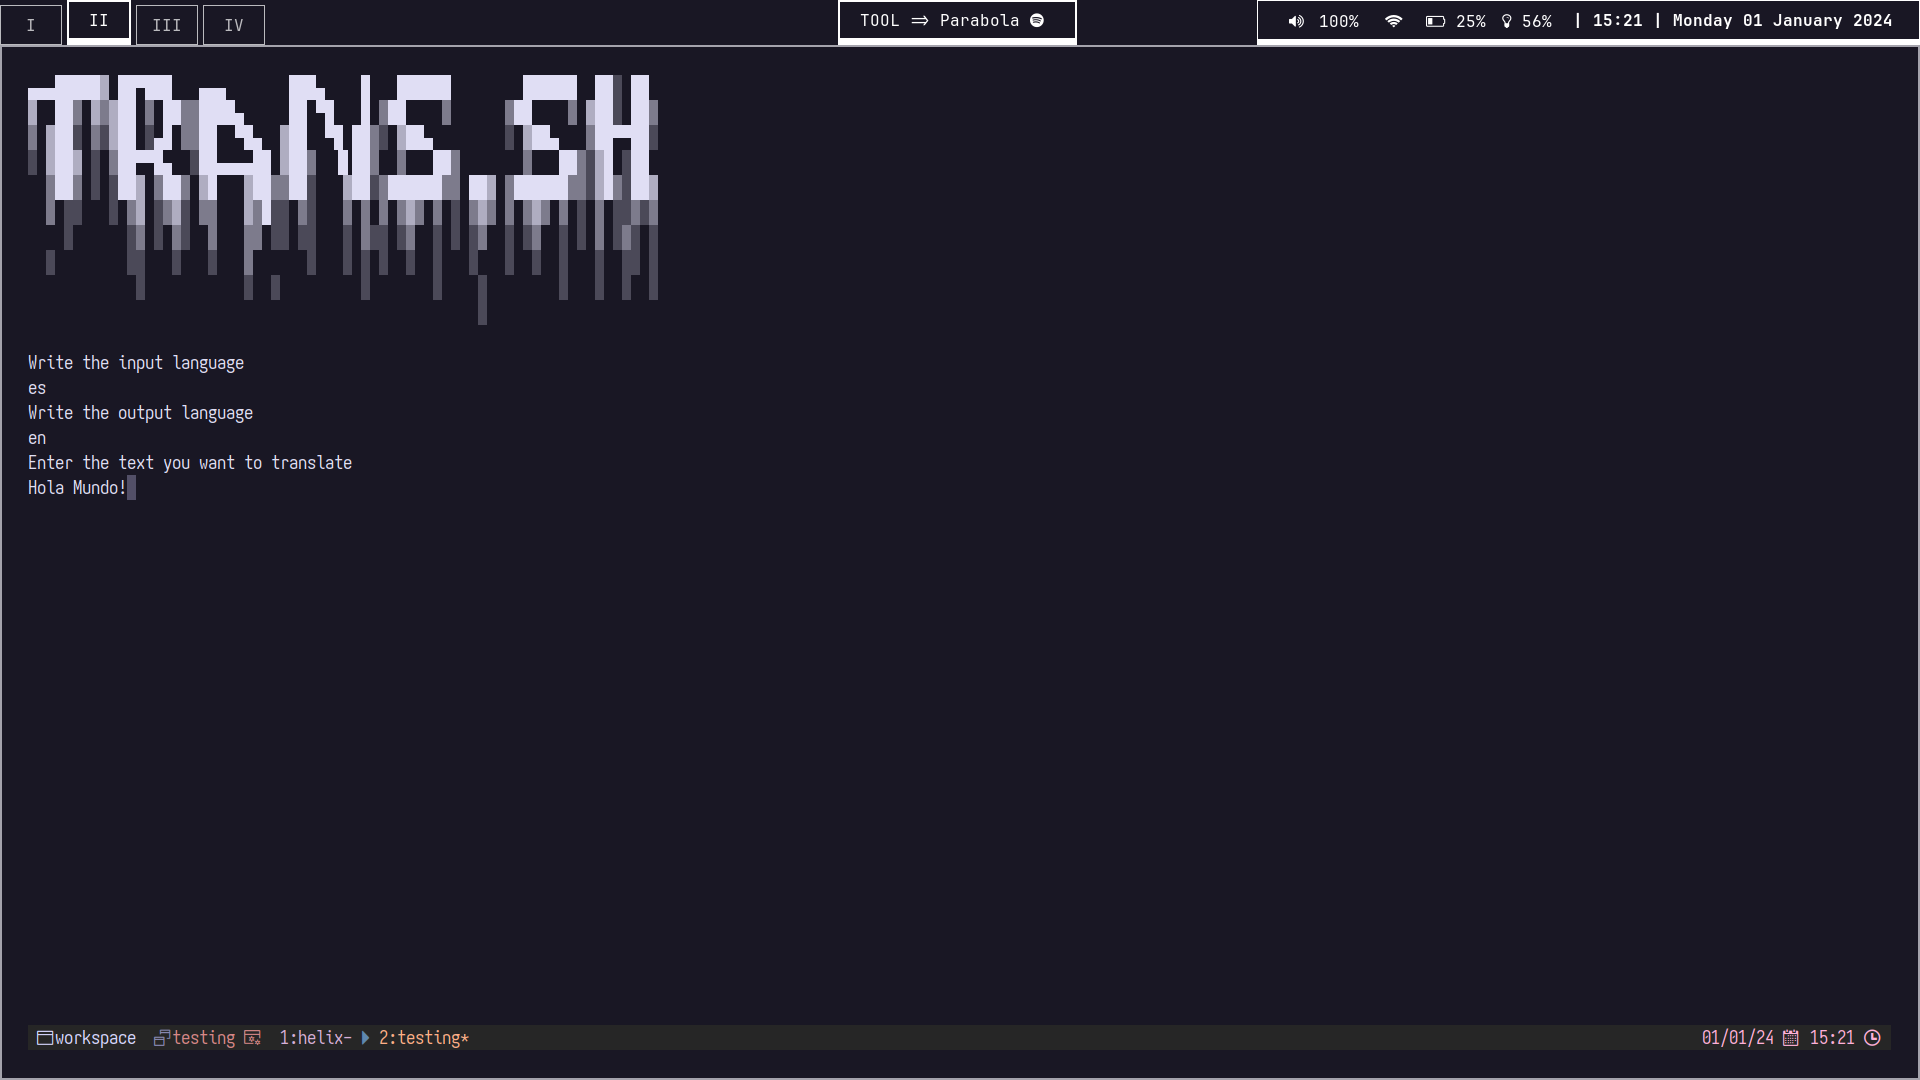 I II III IV
TOOL ⇒ Parabola
100% 25% 56% | 15:21 | Monday 01 January 2024
TRANS.SH
Write the input language
es
Write the output language
en
Enter the text you want to translate
Hola Mundo!
workspace testing 1:helix- 2:testing*
01/01/24 15:21